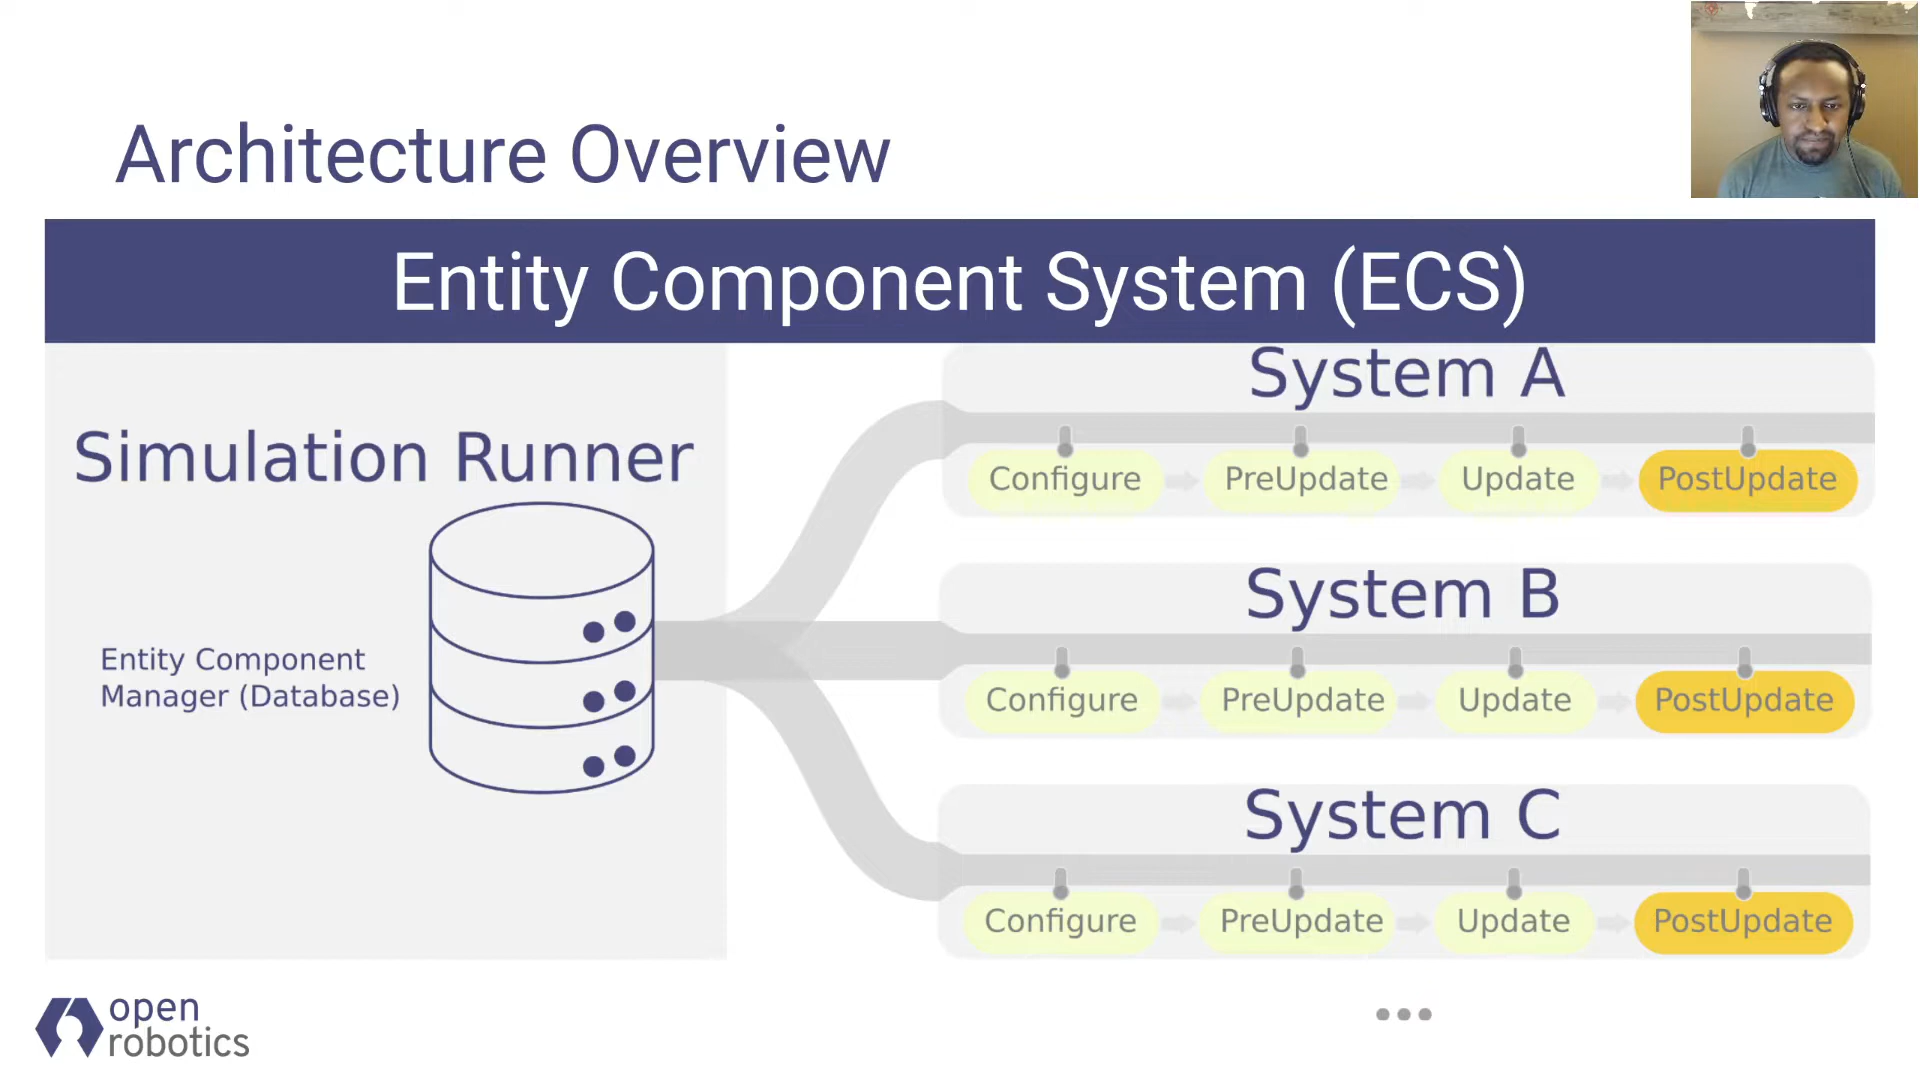 Architecture Overview
Entity Component System (ECS)
Simulation Runner
Entity Component
Manager (Database)
System A
Configure PreUpdate Update PostUpdate
System B
Configure PreUpdate Update PostUpdate
System C
Configure PreUpdate Update PostUpdate
open
robotics